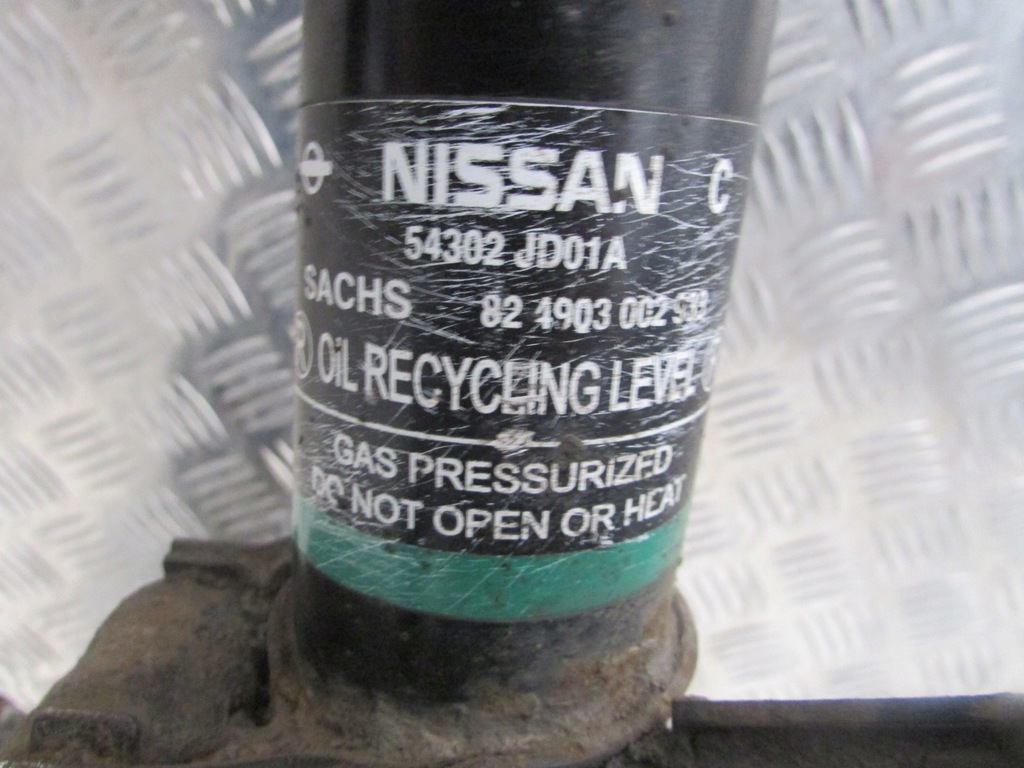 NISSAN C
54302 JD01A
SACHS 82 4903 002
® OiL RECYCLING LEVEL
GAS PRESSURIZED
DO NOT OPEN OR HEAT